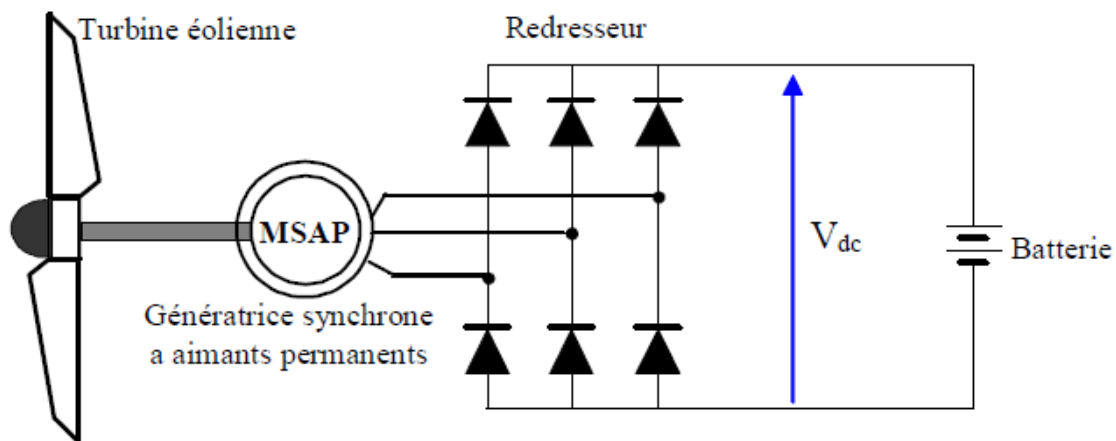 Turbine éolienne
Redresseur
MSAP
V dc
Batterie
Génératrice synchrone
a aimants permanents